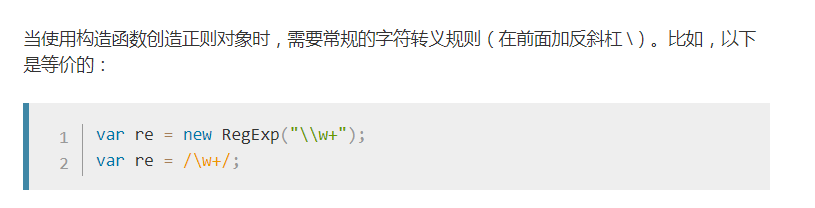 当使用构造函数创造正则对象时，需要常规的字符转义规则（在前面加反斜杠 \）。比如，以下
是等价的：
1 var re = new RegExp("\\w+");
2 var re = /\w+/;